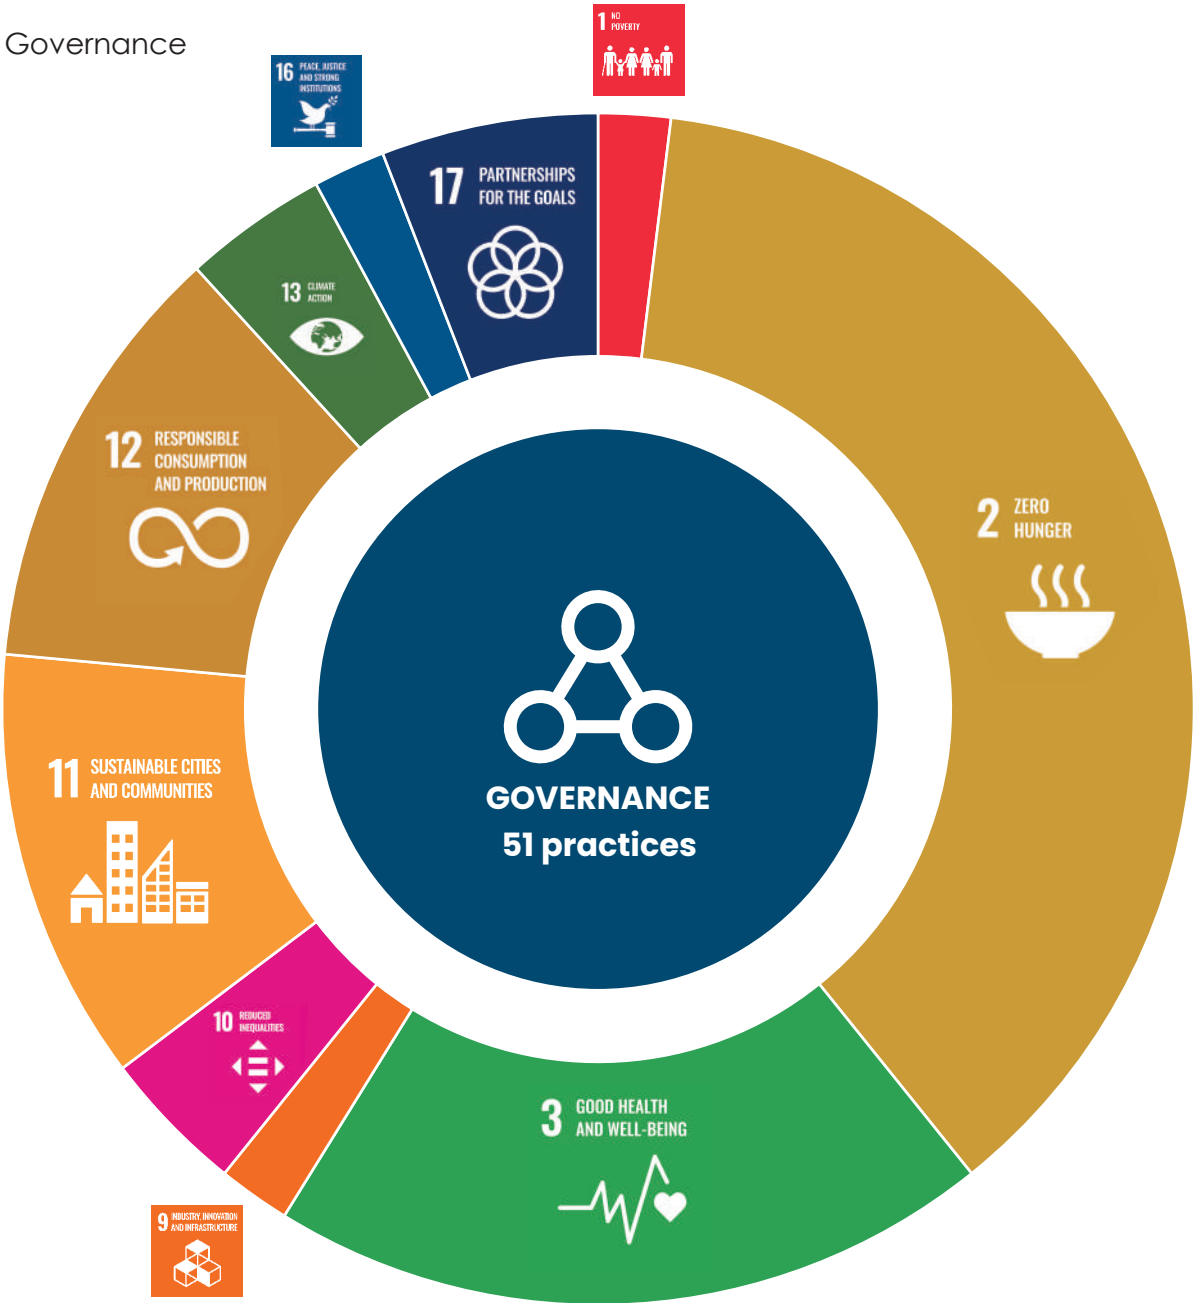 Governance
1 NO
POVERTY
16 PEACE, JUSTICE
AND STRONG
INSTITUTIONS
17 PARTNERSHIPS
FOR THE GOALS
13 CLIMATE
ACTION
12 RESPONSIBLE
CONSUMPTION
AND PRODUCTION
2 ZERO
HUNGER
11 SUSTAINABLE CITIES
AND COMMUNITIES
GOVERNANCE
51 practices
10 REDUCED
INEQUALITIES
3 GOOD HEALTH
AND WELL-BEING
9 INDUSTRY, INNOVATION
AND INFRASTRUCTURE